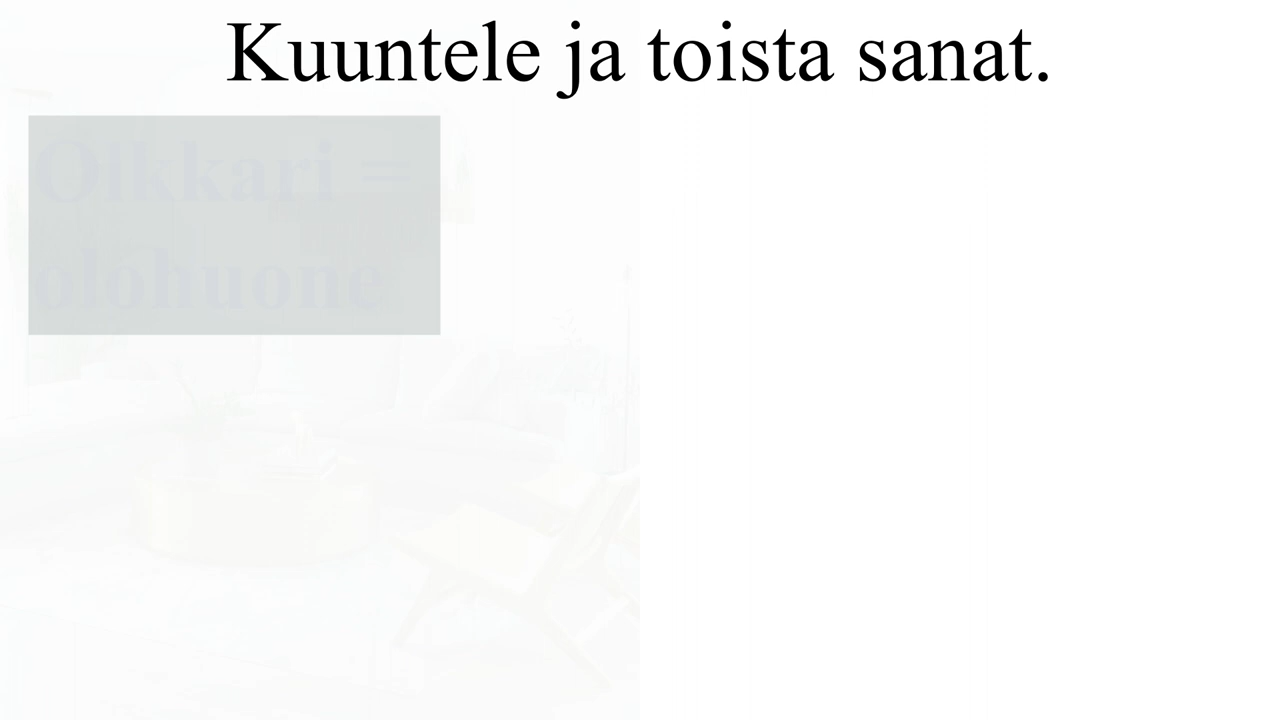 Kuuntele ja toista sanat.
Olkkari =
olohuone